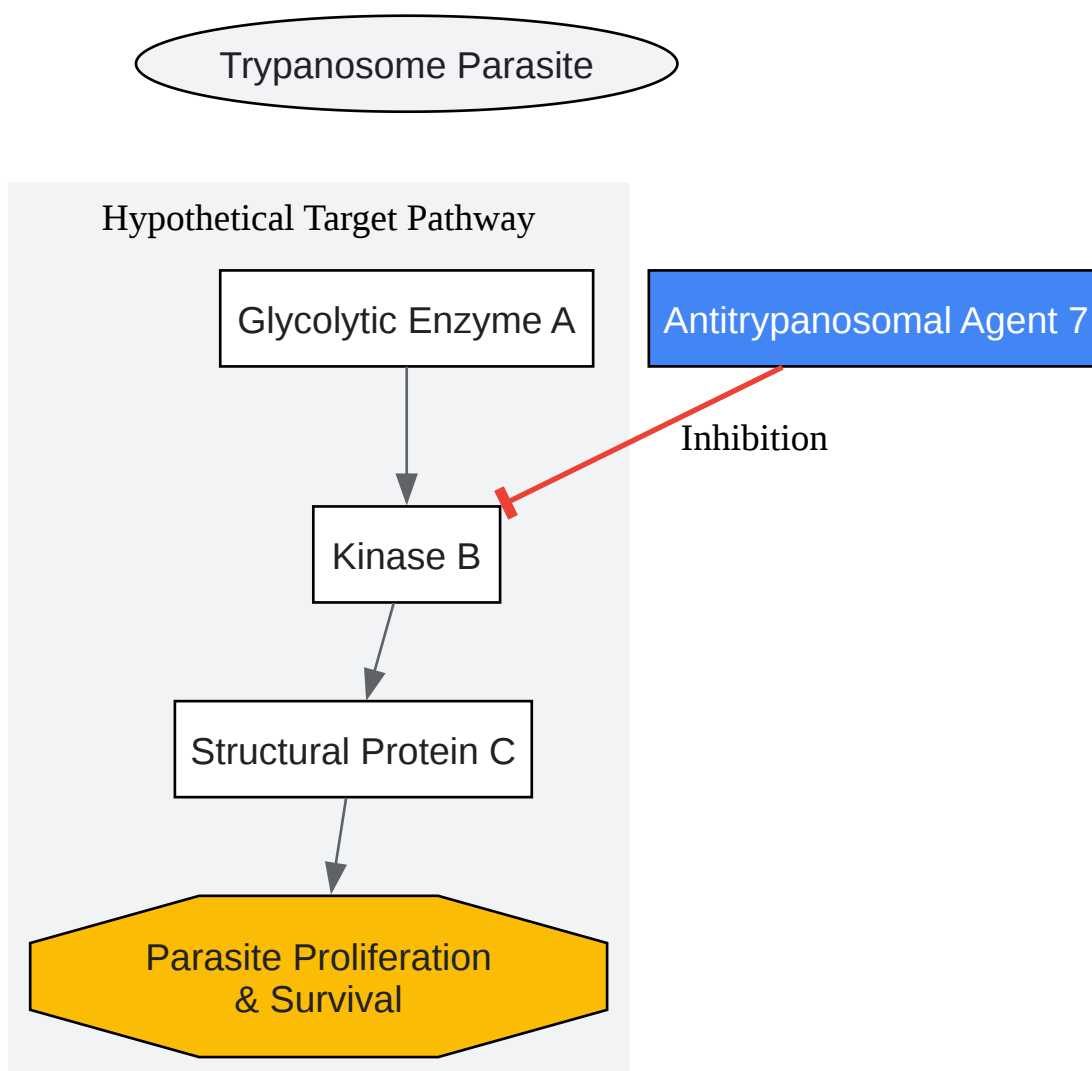 Trypanosome Parasite
Hypothetical Target Pathway
Glycolytic Enzyme A
Antitrypanosomal Agent 7
Inhibition
Kinase B
Structural Protein C
Parasite Proliferation
& Survival